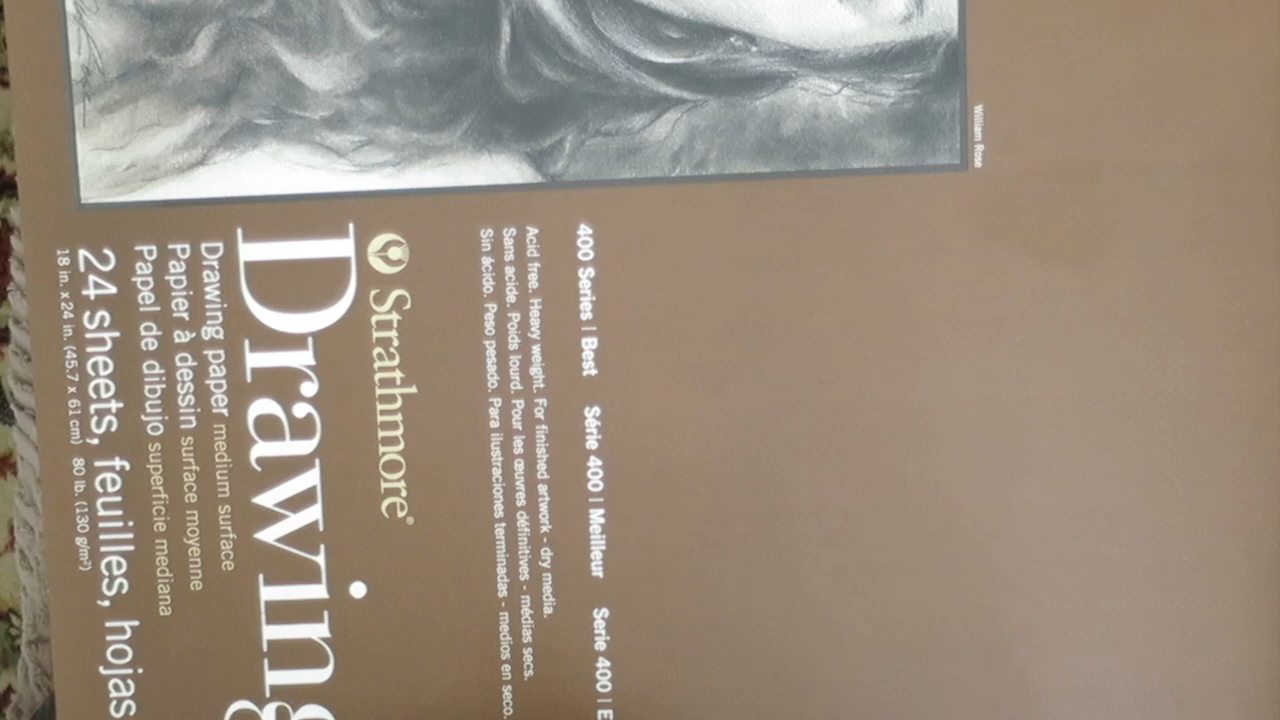 William Rose
400 Series | Best Série 400 | Meilleur Serie 400 |
Acid free. Heavy weight. For finished artwork - dry media.
Sans acide. Poids lourd. Pour les œuvres définitives - médias secs.
Sin ácido. Peso pesado. Para ilustraciones terminadas - medios en seco.
Strathmore®
Drawing
Drawing paper medium surface
Papier à dessin surface moyenne
Papel de dibujo superficie mediana
24 sheets, feuilles, hojas
18 in. x 24 in. (45.7 x 61 cm) 80 lb. (130 g/m²)